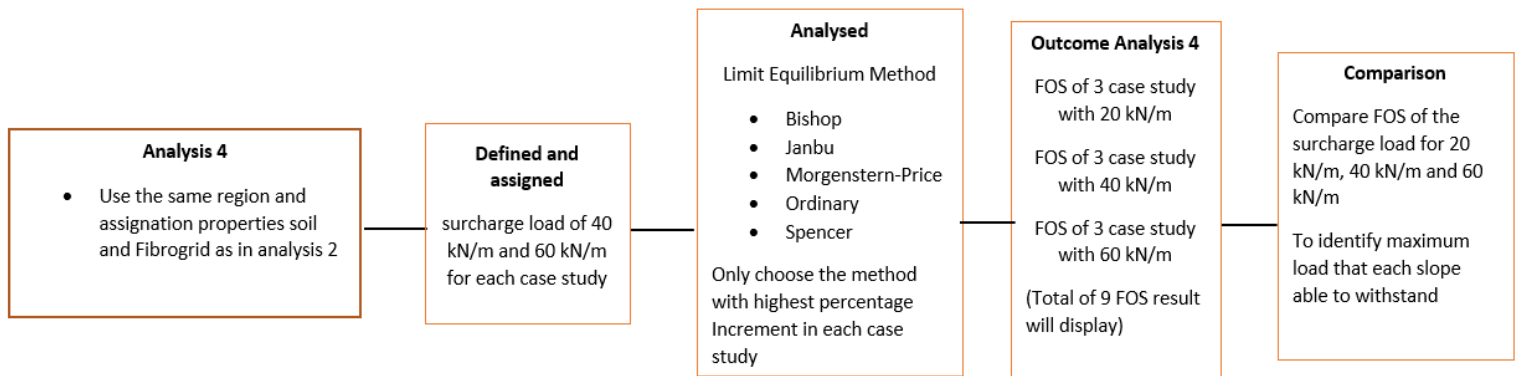 Analysis 4
• Use the same region and
assignation properties soil
and Fibrogrid as in analysis 2
Defined and
assigned
surcharge load of 40
kN/m and 60 kN/m
for each case study
Analysed
Limit Equilibrium Method
• Bishop
• Janbu
• Morgenstern-Price
• Ordinary
• Spencer
Only choose the method
with highest percentage
Increment in each case
study
Outcome Analysis 4
FOS of 3 case study
with 20 kN/m
FOS of 3 case study
with 40 kN/m
FOS of 3 case study
with 60 kN/m
(Total of 9 FOS result
will display)
Comparison
Compare FOS of the
surcharge load for 20
kN/m, 40 kN/m and 60
kN/m
To identify maximum
load that each slope
able to withstand